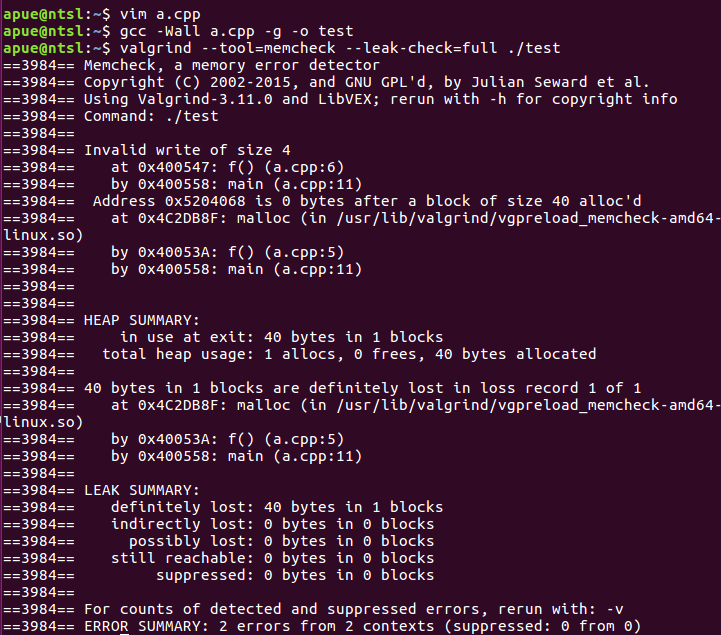 apue@ntsl:~$ vim a.cpp
apue@ntsl:~$ gcc -Wall a.cpp -g -o test
apue@ntsl:~$ valgrind --tool=memcheck --leak-check=full ./test
==3984== Memcheck, a memory error detector
==3984== Copyright (C) 2002-2015, and GNU GPL'd, by Julian Seward et al.
==3984== Using Valgrind-3.11.0 and LibVEX; rerun with -h for copyright info
==3984== Command: ./test
==3984==
==3984== Invalid write of size 4
==3984==    at 0x400547: f() (a.cpp:6)
==3984==    by 0x400558: main (a.cpp:11)
==3984==  Address 0x5204068 is 0 bytes after a block of size 40 alloc'd
==3984==    at 0x4C2DB8F: malloc (in /usr/lib/valgrind/vgpreload_memcheck-amd64-
linux.so)
==3984==    by 0x40053A: f() (a.cpp:5)
==3984==    by 0x400558: main (a.cpp:11)
==3984==
==3984==
==3984== HEAP SUMMARY:
==3984==     in use at exit: 40 bytes in 1 blocks
==3984==   total heap usage: 1 allocs, 0 frees, 40 bytes allocated
==3984==
==3984== 40 bytes in 1 blocks are definitely lost in loss record 1 of 1
==3984==    at 0x4C2DB8F: malloc (in /usr/lib/valgrind/vgpreload_memcheck-amd64-
linux.so)
==3984==    by 0x40053A: f() (a.cpp:5)
==3984==    by 0x400558: main (a.cpp:11)
==3984==
==3984== LEAK SUMMARY:
==3984==    definitely lost: 40 bytes in 1 blocks
==3984==    indirectly lost: 0 bytes in 0 blocks
==3984==      possibly lost: 0 bytes in 0 blocks
==3984==    still reachable: 0 bytes in 0 blocks
==3984==         suppressed: 0 bytes in 0 blocks
==3984==
==3984== For counts of detected and suppressed errors, rerun with: -v
==3984== ERROR SUMMARY: 2 errors from 2 contexts (suppressed: 0 from 0)